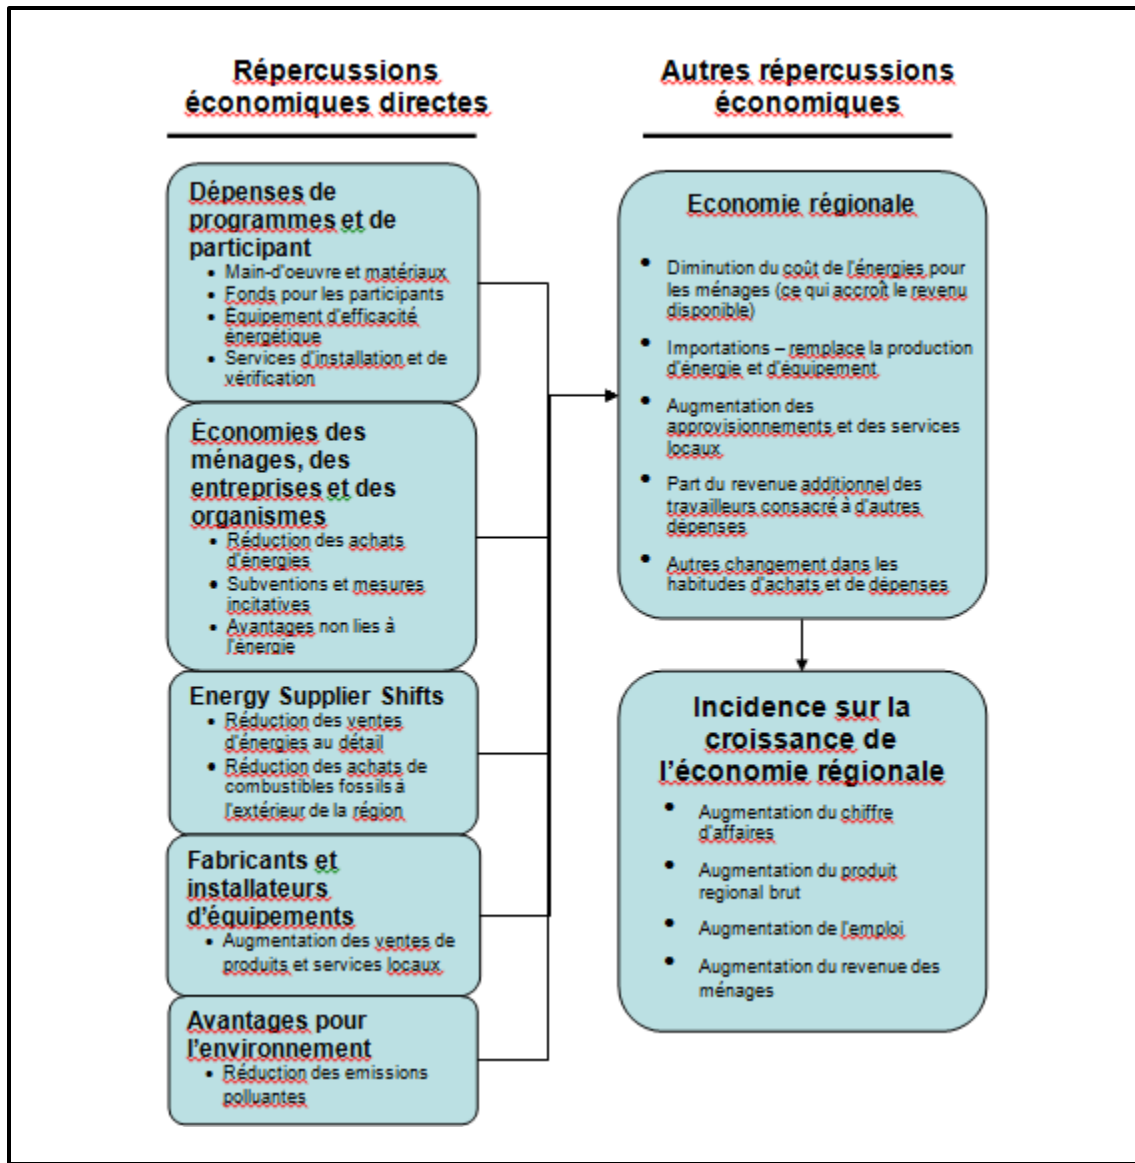 Répercussions
économiques directes
Dépenses de
programmes et de
participant
• Main-d'oeuvre et matériaux
• Fonds pour les participants
• Équipement d'efficacité
énergétique
• Services d'installation et de
vérification
Économies des
ménages, des
entreprises et des
organismes
• Réduction des achats
d'énergies
• Subventions et mesures
incitatives
• Avantages non lies à
l'énergie
Energy Supplier Shifts
• Réduction des ventes
d'énergies au détail
• Réduction des achats de
combustibles fossils à
l'extérieur de la région
Fabricants et
installateurs
d'équipements
• Augmentation des ventes de
produits et services locaux
Avantages pour
l'environnement
• Réduction des emissions
polluantes
Autres répercussions
économiques
Economie régionale
• Diminution du coût de l'énergies pour
les ménages (ce qui accroît le revenu
disponible)
• Importations – remplace la production
d'énergie et d'équipement
• Augmentation des
approvisionnements et des services
locaux
• Part du revenue additionnel des
travailleurs consacré à d'autres
dépenses
• Autres changement dans les
habitudes d'achats et de dépenses
Incidence sur la
croissance de
l'économie régionale
• Augmentation du chiffre
d'affaires
• Augmentation du produit
regional brut
• Augmentation de l'emploi
• Augmentation du revenue des
ménages